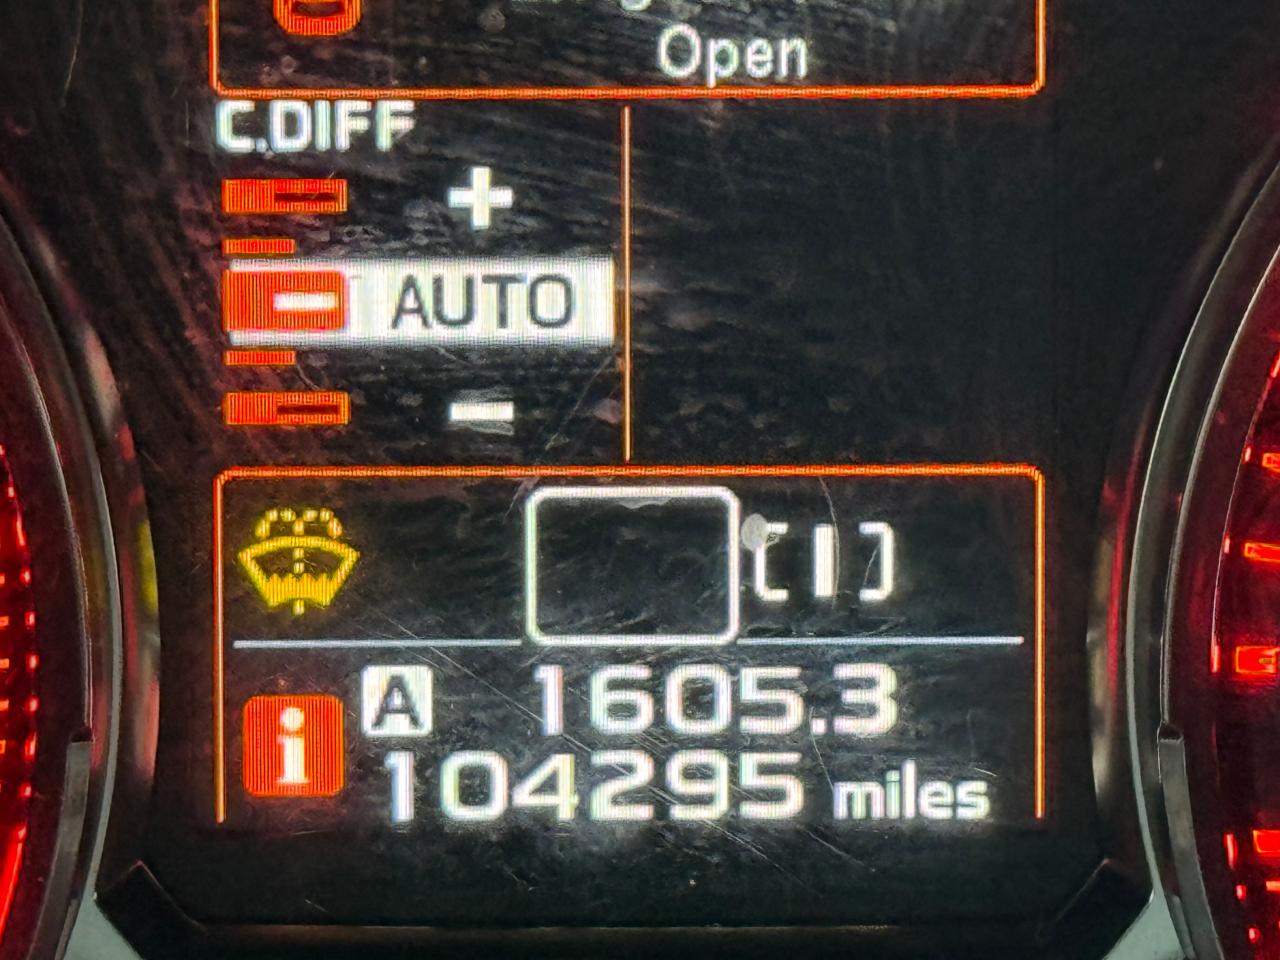 Open
C.DIFF
+
AUTO
-
[ I ]
A 1605.3
i 104295 miles